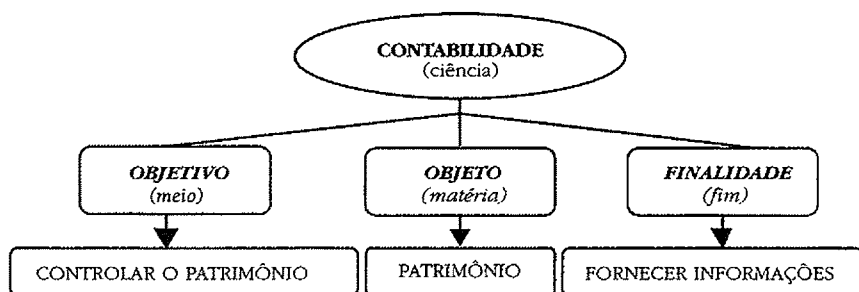 CONTABILIDADE
(ciência)
OBJETIVO
(meio)
OBJETO
(matéria)
FINALIDADE
(fim)
CONTROLAR O PATRIMÔNIO
PATRIMÔNIO
FORNECER INFORMAÇÕES